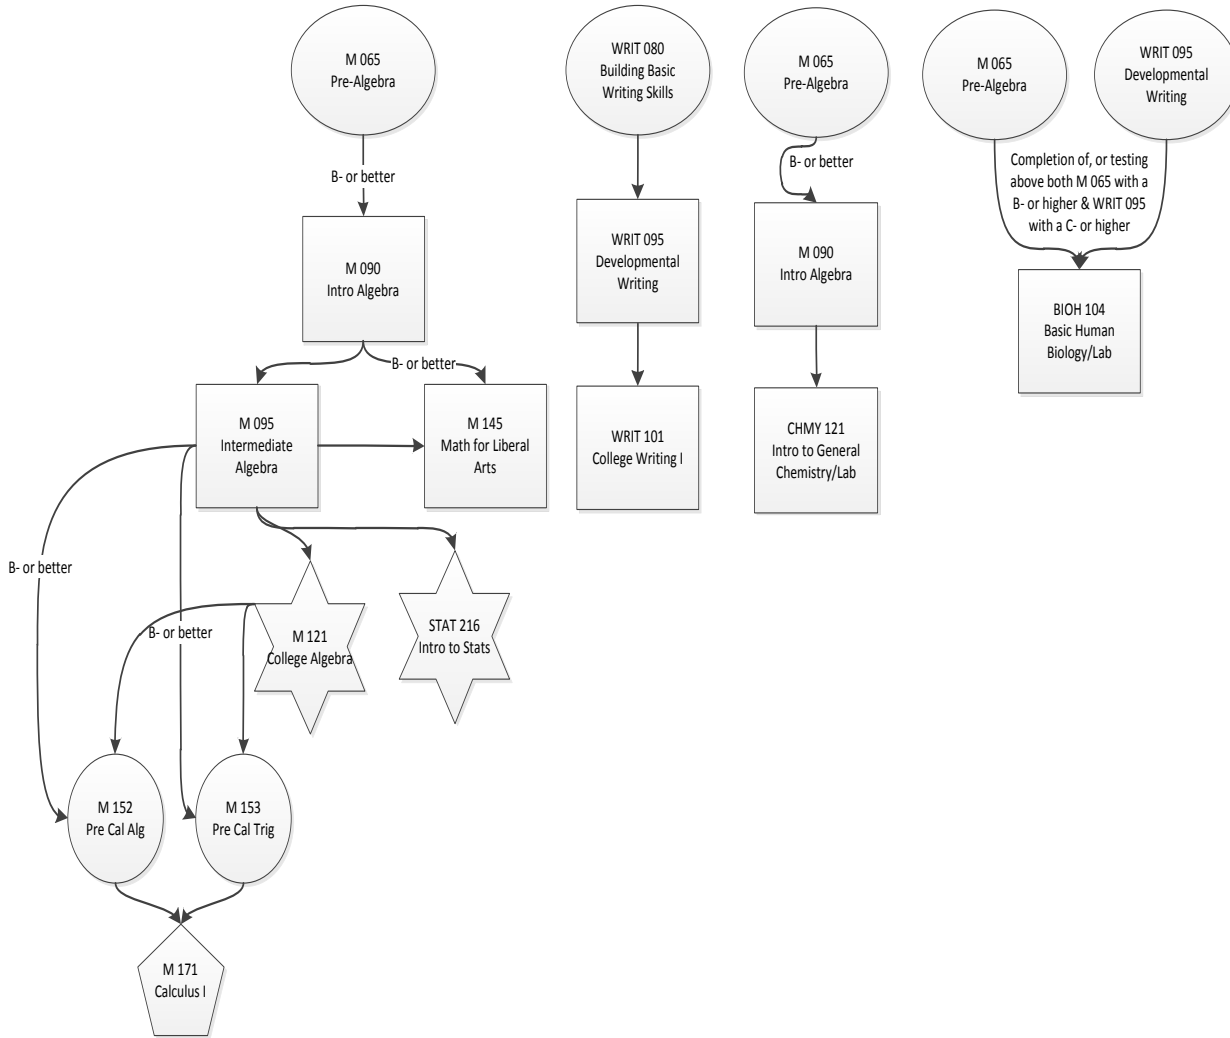 M 065
Pre-Algebra
B- or better
M 090
Intro Algebra
B- or better
M 095
Intermediate
Algebra
M 145
Math for Liberal
Arts
B- or better
B- or better
M 121
College Algebra
STAT 216
Intro to Stats
M 152
Pre Cal Alg
M 153
Pre Cal Trig
M 171
Calculus I
WRIT 080
Building Basic
Writing Skills
WRIT 095
Developmental
Writing
WRIT 101
College Writing I
M 065
Pre-Algebra
B- or better
M 090
Intro Algebra
CHMY 121
Intro to General
Chemistry/Lab
M 065
Pre-Algebra
WRIT 095
Developmental
Writing
Completion of, or testing
above both M 065 with a
B- or higher & WRIT 095
with a C- or higher
BIOH 104
Basic Human
Biology/Lab